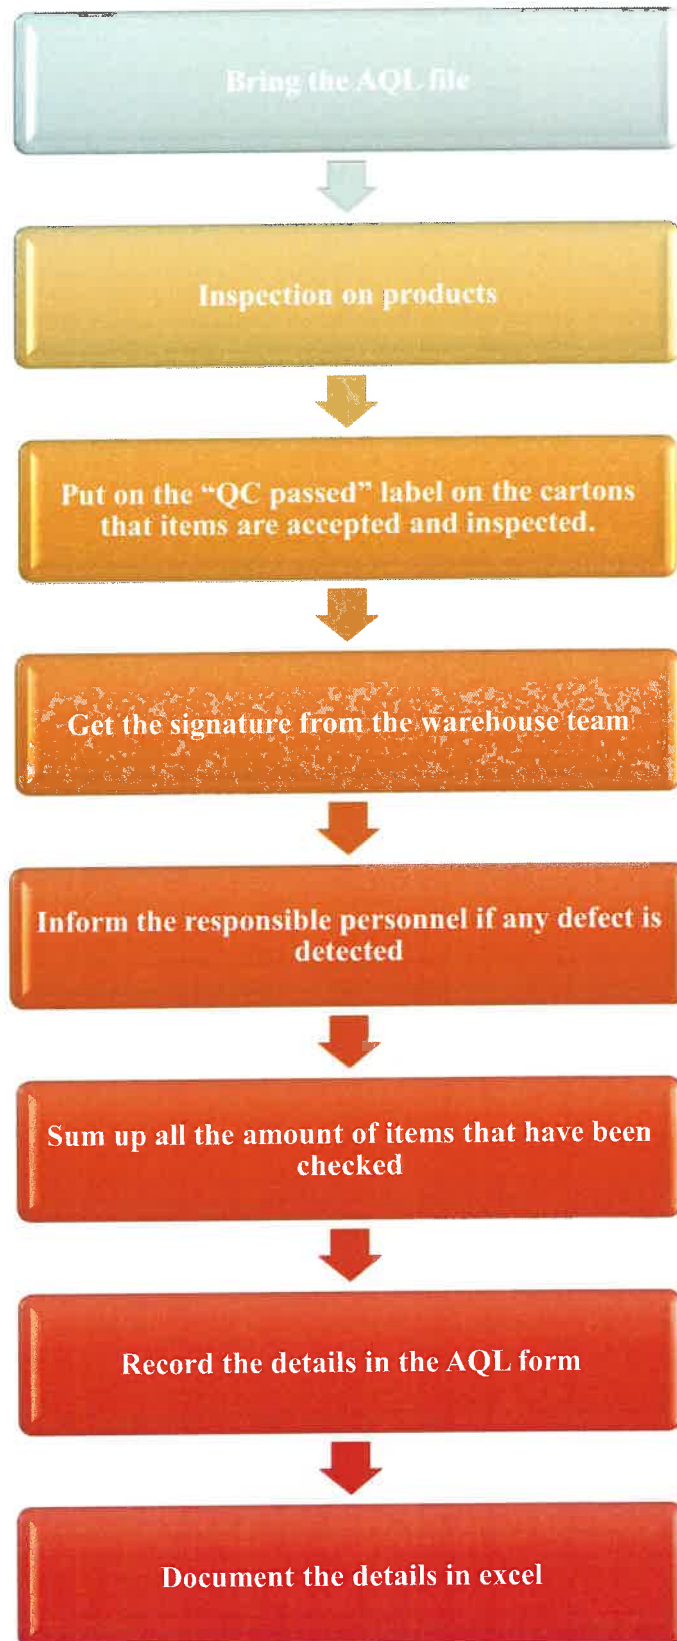 Bring the AQL file
Inspection on products
Put on the “QC passed” label on the cartons
that items are accepted and inspected.
Get the signature from the warehouse team
Inform the responsible personnel if any defect is
detected
Sum up all the amount of items that have been
checked
Record the details in the AQL form
Document the details in excel